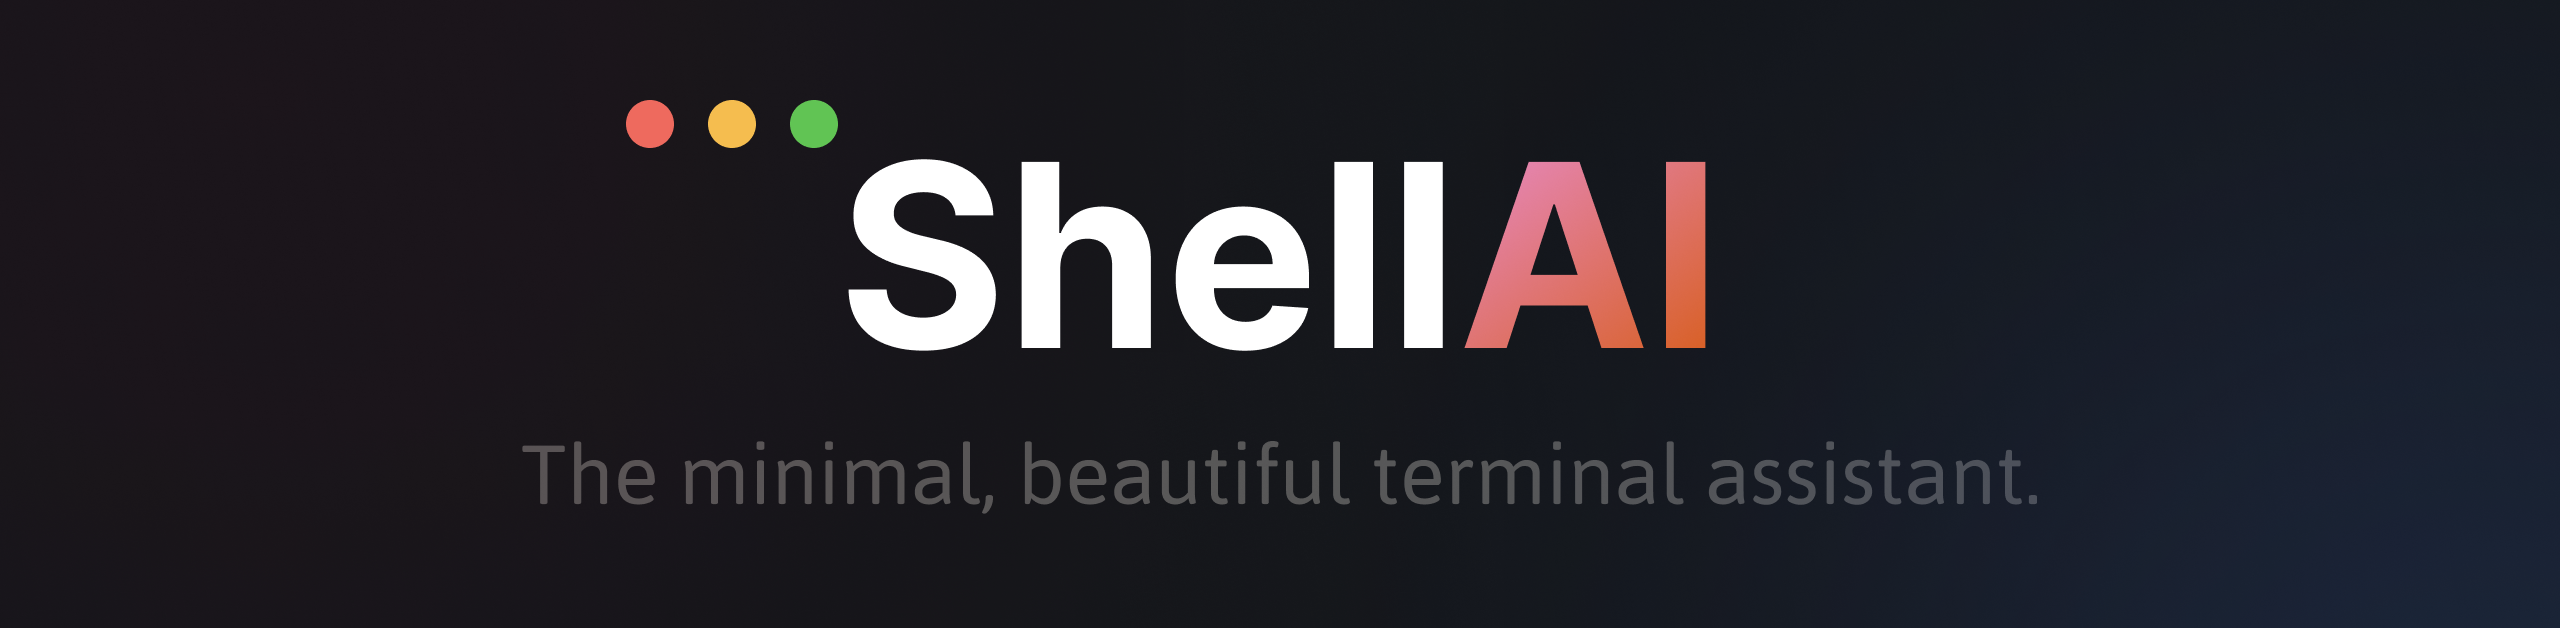 ShellAI
The minimal, beautiful terminal assistant.